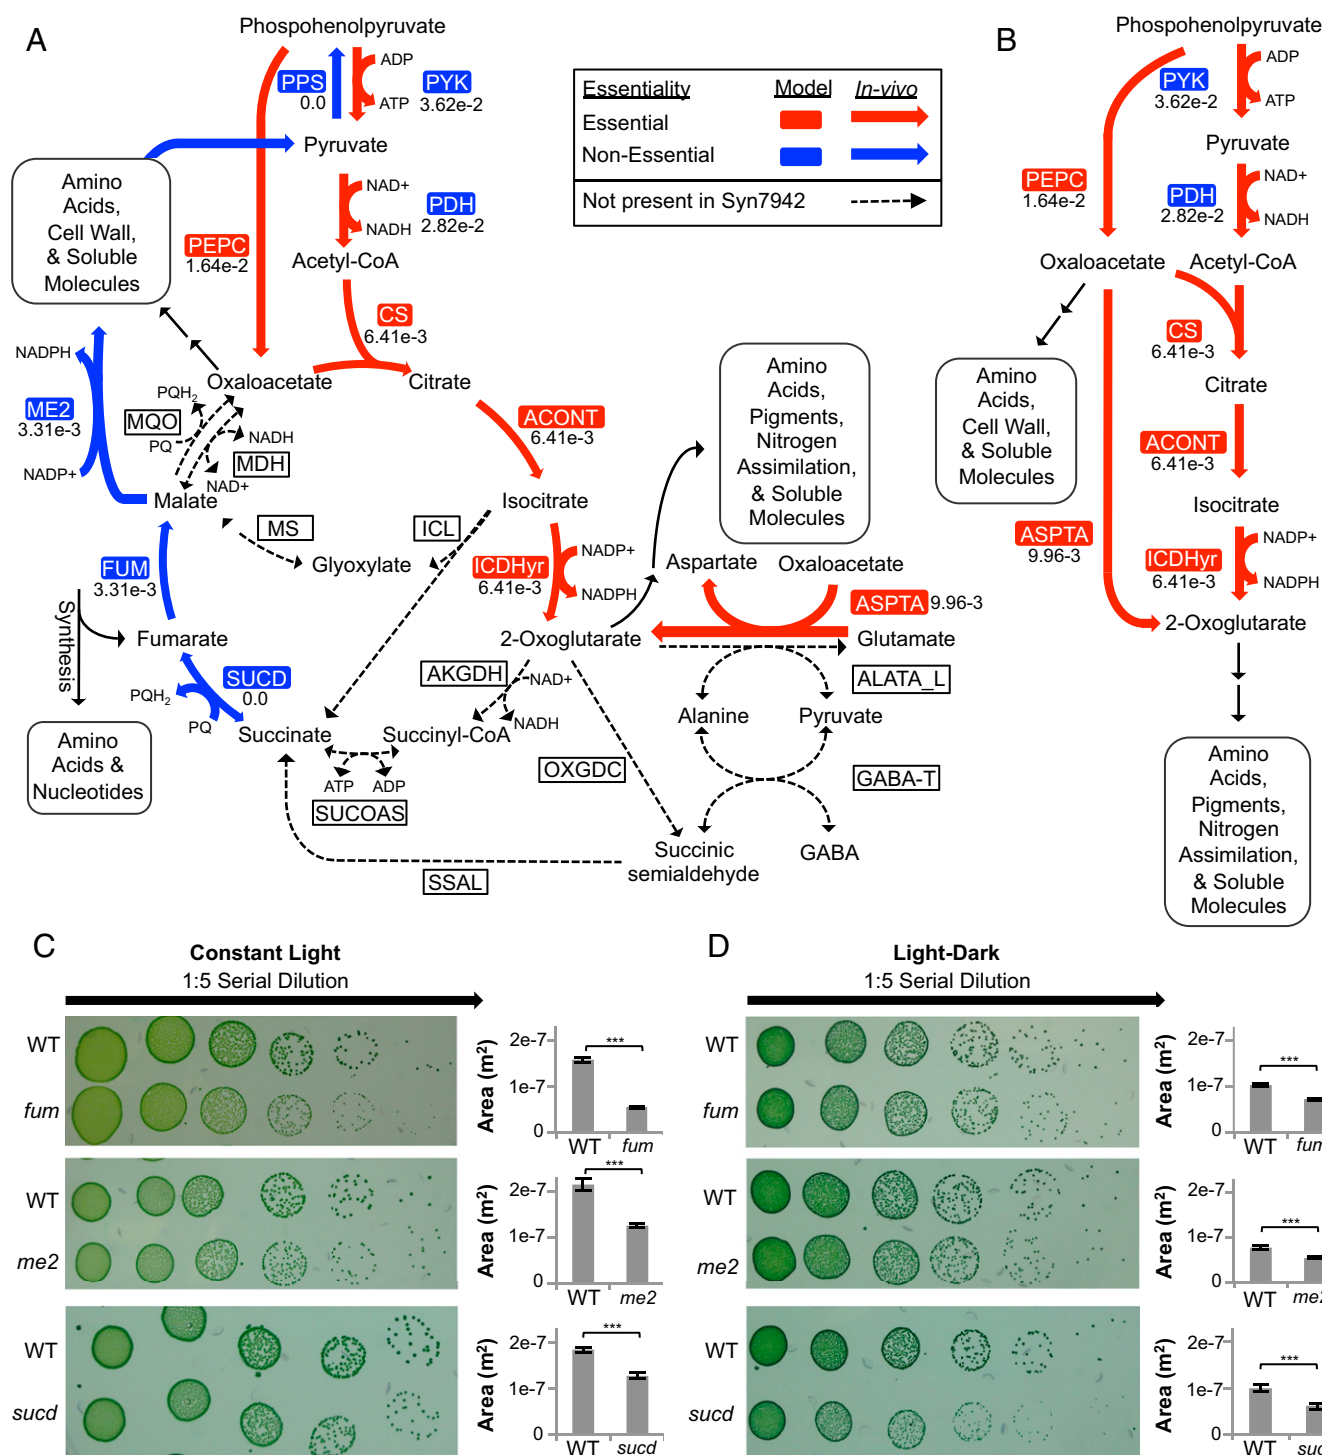 A
Phospohenolpyruvate
PPS
0.0
ADP
ATP
PYK
3.62e-2
Pyruvate
Amino
Acids,
Cell Wall,
& Soluble
Molecules
NAD+
NADH
PDH
2.82e-2
PEPC
1.64e-2
Acetyl-CoA
CS
6.41e-3
NADPH
ME2
3.31e-3
NADP+
Oxaloacetate
Citrate
PQH2
MQO
PQ
NADH
MDH
NAD+
Malate
ACONT
6.41e-3
Isocitrate
MS
ICL
Glyoxylate
FUM
3.31e-3
ICDHyr
6.41e-3
NADP+
NADPH
Amino
Acids,
Pigments,
Nitrogen
Assimilation,
& Soluble
Molecules
Aspartate
Oxaloacetate
ASPTA
9.96-3
2-Oxoglutarate
Glutamate
Synthesis
Fumarate
SUCD
0.0
PQH2
PQ
AKGDH
NAD+
NADH
ALATA_L
Succinate
Succinyl-CoA
Alanine
Pyruvate
Amino
Acids &
Nucleotides
ATP
ADP
SUCOAS
OXGDC
GABA-T
Succinic
semialdehyde
GABA
SSAL
Essentiality
Model
In-vivo
Essential
Non-Essential
Not present in Syn7942
B
Phospohenolpyruvate
PYK
3.62e-2
ADP
ATP
Pyruvate
PEPC
1.64e-2
PDH
2.82e-2
NAD+
NADH
Oxaloacetate
Acetyl-CoA
CS
6.41e-3
Citrate
Amino
Acids,
Cell Wall,
& Soluble
Molecules
ACONT
6.41e-3
Isocitrate
ASPTA
9.96-3
ICDHyr
6.41e-3
NADP+
NADPH
2-Oxoglutarate
Amino
Acids,
Pigments,
Nitrogen
Assimilation,
& Soluble
Molecules
C
Constant Light
1:5 Serial Dilution
WT
fum
Area (m²)
2e-7
1e-7
0
***
WT
fum
WT
me2
Area (m²)
2e-7
1e-7
0
***
WT
me2
WT
sucd
Area (m²)
2e-7
1e-7
0
***
WT
sucd
D
Light-Dark
1:5 Serial Dilution
WT
fum
Area (m²)
2e-7
1e-7
0
***
WT
fum
WT
me2
Area (m²)
2e-7
1e-7
0
***
WT
me2
WT
sucd
Area (m²)
2e-7
1e-7
0
***
WT
suc